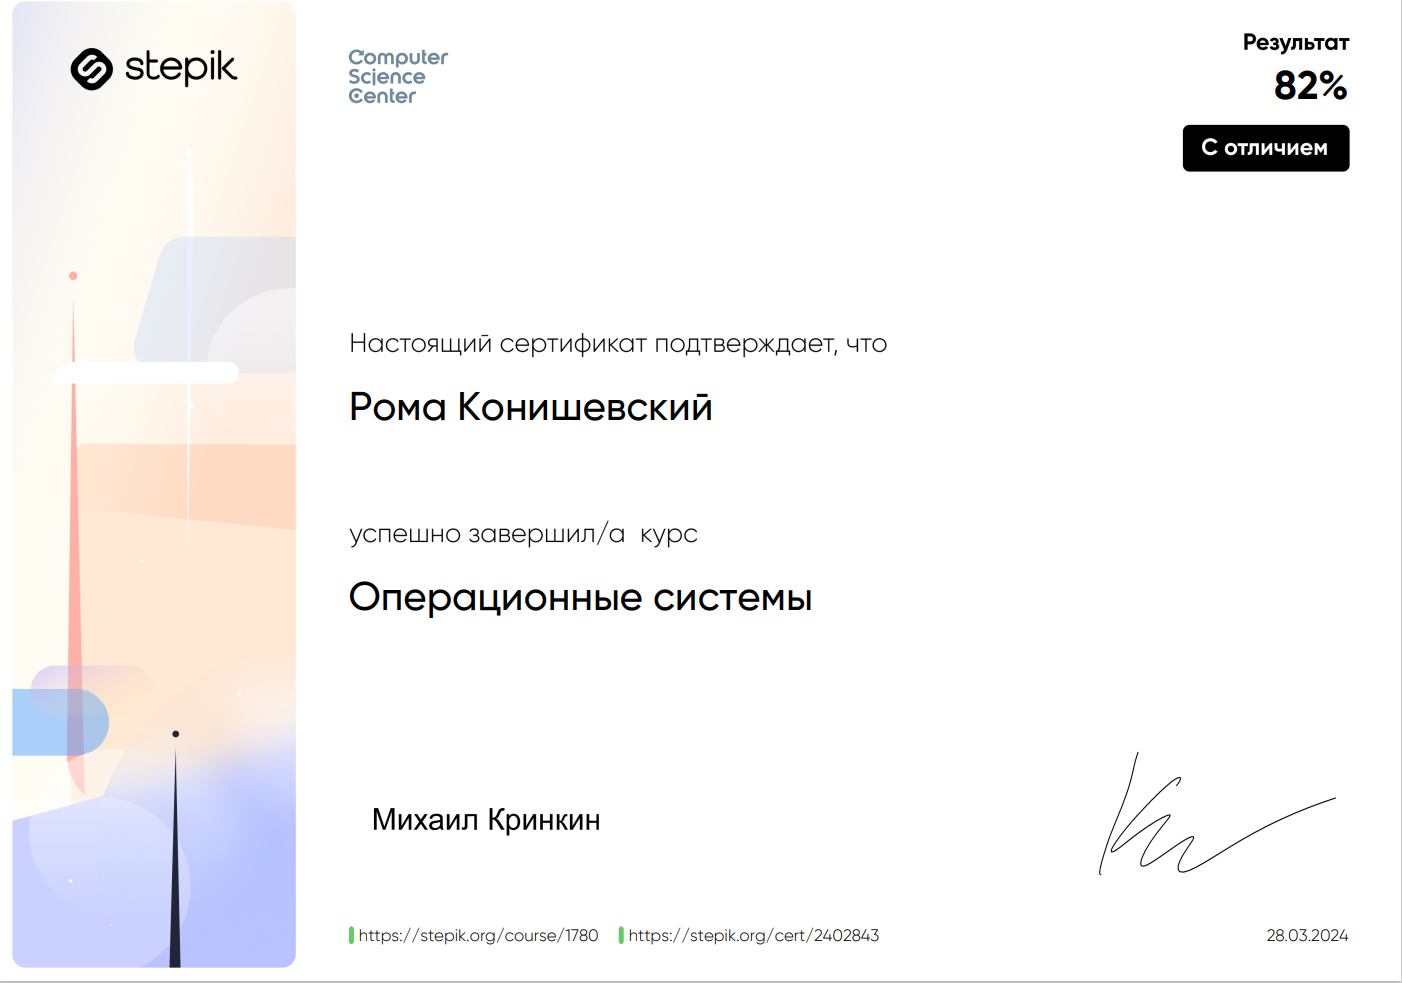 stepik
Computer
Science
Center
Результат
82%
С отличием
Настоящий сертификат подтверждает, что
Рома Конишевский
успешно завершил/а  курс
Операционные системы
Михаил Кринкин
https://stepik.org/course/1780
https://stepik.org/cert/2402843
28.03.2024